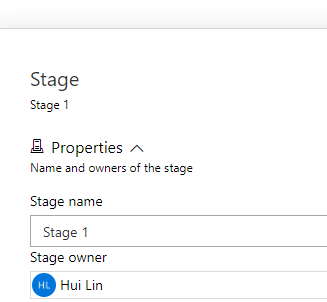 Stage
Stage 1
Properties
Name and owners of the stage
Stage name
Stage 1
Stage owner
HL Hui Lin